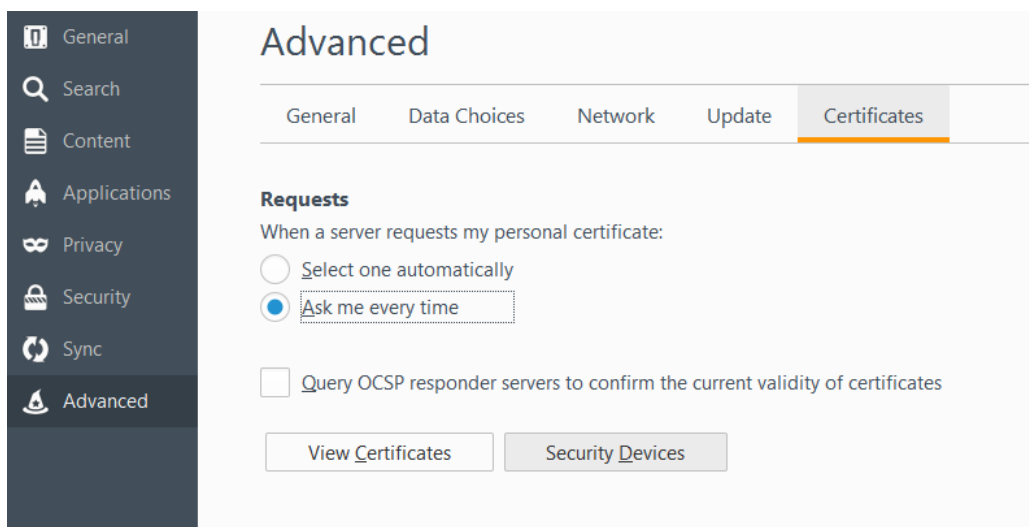 General
Search
Content
Applications
Privacy
Security
Sync
Advanced
Advanced
General Data Choices Network Update Certificates
Requests
When a server requests my personal certificate:
Select one automatically
Ask me every time
Query OCSP responder servers to confirm the current validity of certificates
View Certificates Security Devices